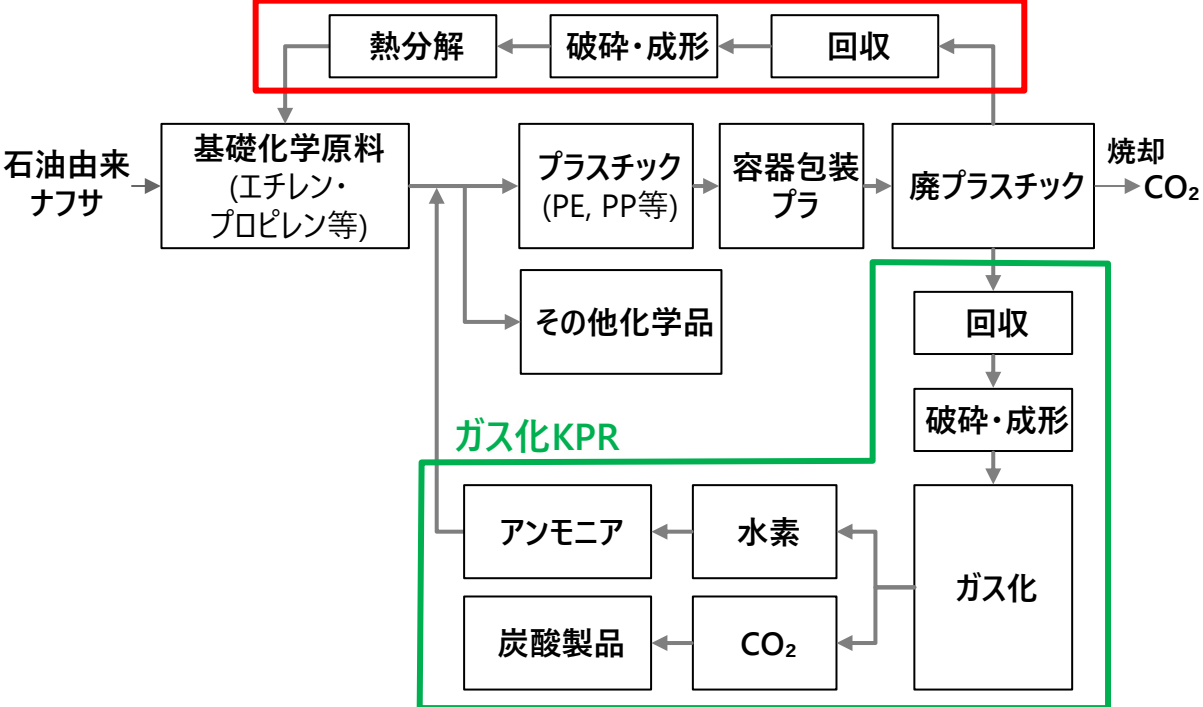 熱分解
破砕・成形
回収
石油由来
ナフサ
基礎化学原料
(エチレン・
プロピレン等)
プラスチック
(PE, PP等)
容器包装
プラ
廃プラスチック
焼却
CO₂
その他化学品
回収
破砕・成形
ガス化KPR
アンモニア
水素
ガス化
炭酸製品
CO₂